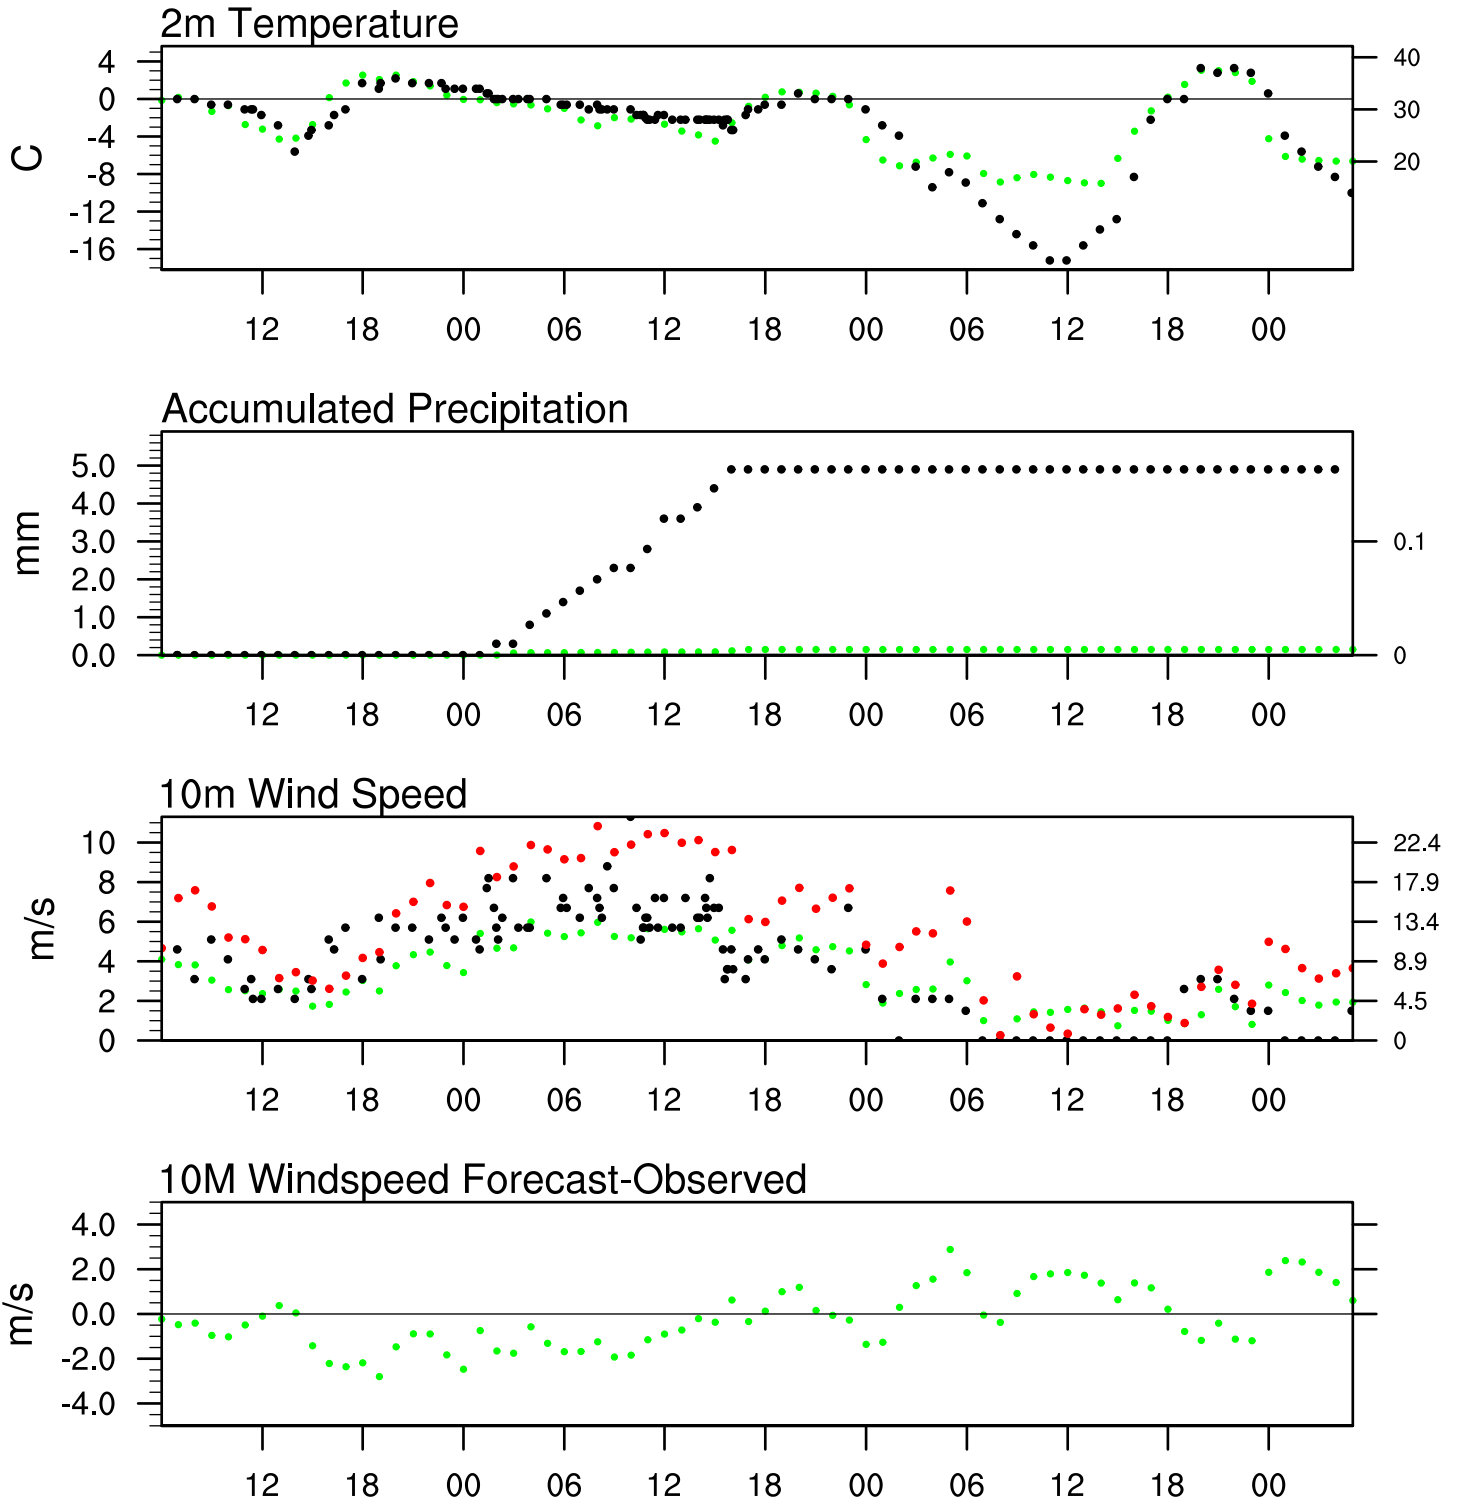 2m Temperature
4
0
-4
-8
-12
-16
C
40
30
20
12 18 00 06 12 18 00 06 12 18 00
Accumulated Precipitation
5.0
4.0
3.0
2.0
1.0
0.0
mm
0.1
0
12 18 00 06 12 18 00 06 12 18 00
10m Wind Speed
10
8
6
4
2
0
m/s
22.4
17.9
13.4
8.9
4.5
0
12 18 00 06 12 18 00 06 12 18 00
10M Windspeed Forecast-Observed
4.0
2.0
0.0
-2.0
-4.0
m/s
12 18 00 06 12 18 00 06 12 18 00